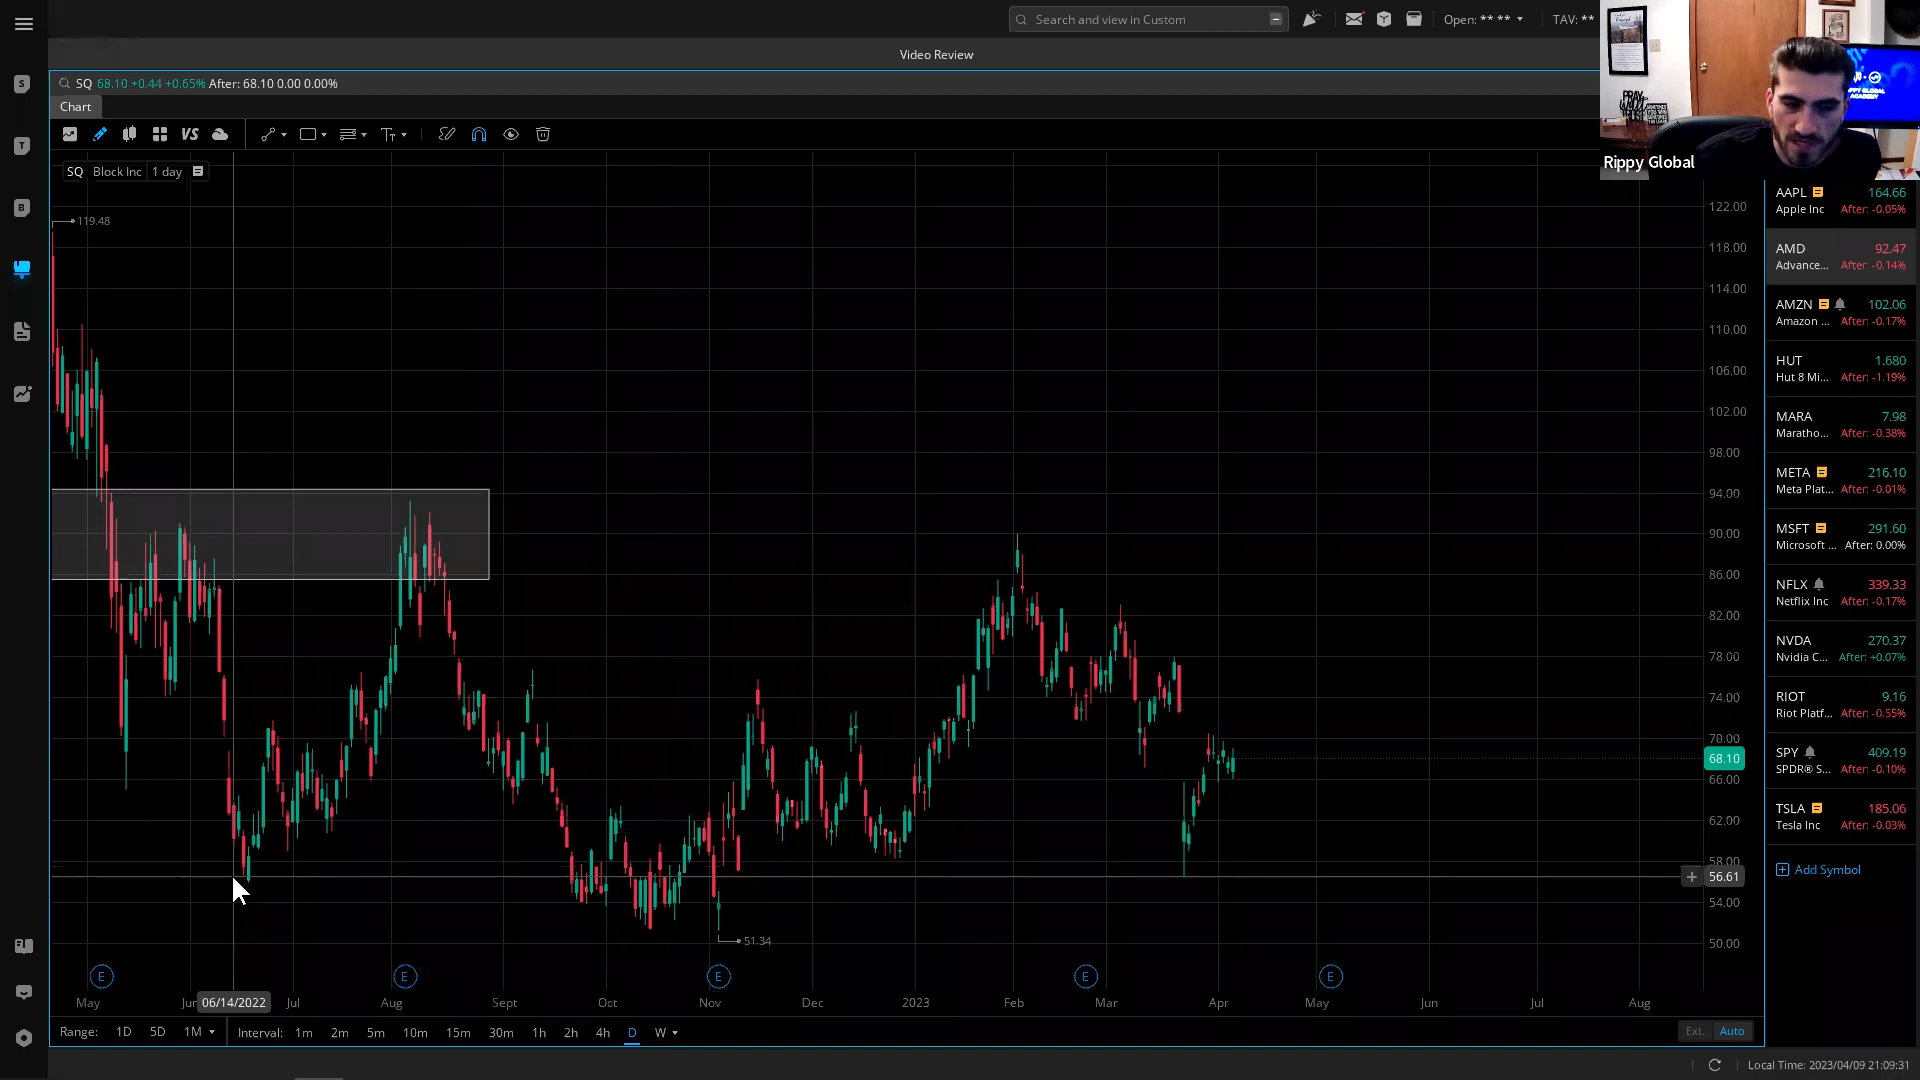 Search and view in Custom
Open: ** **
TAV: **
Video Review
SQ 68.10 +0.44 +0.65% After: 68.10 0.00 0.00%
Chart
VS
SQ Block Inc 1 day
119.48
51.34
122.00
118.00
114.00
110.00
106.00
102.00
98.00
94.00
90.00
86.00
82.00
78.00
74.00
70.00
68.10
66.00
62.00
58.00
56.61
54.00
50.00
E E E E E
May Jun 06/14/2022 Jul Aug Sept Oct Nov Dec 2023 Feb Mar Apr May Jun Jul Aug
Range: 1D 5D 1M Interval: 1m 2m 5m 10m 15m 30m 1h 2h 4h D W
Ext. Auto
Local Time: 2023/04/09 21:09:31
Rippy Global
AAPL 164.66
Apple Inc After: -0.05%
AMD 92.47
Advance... After: -0.14%
AMZN 102.06
Amazon ... After: -0.17%
HUT 1.680
Hut 8 Mi... After: -1.19%
MARA 7.98
Maratho... After: -0.38%
META 216.10
Meta Plat... After: -0.01%
MSFT 291.60
Microsoft ... After: 0.00%
NFLX 339.33
Netflix Inc After: -0.17%
NVDA 270.37
Nvidia C... After: +0.07%
RIOT 9.16
Riot Platf... After: -0.55%
SPY 409.19
SPDR® S... After: -0.10%
TSLA 185.06
Tesla Inc After: -0.03%
Add Symbol
S
T
B